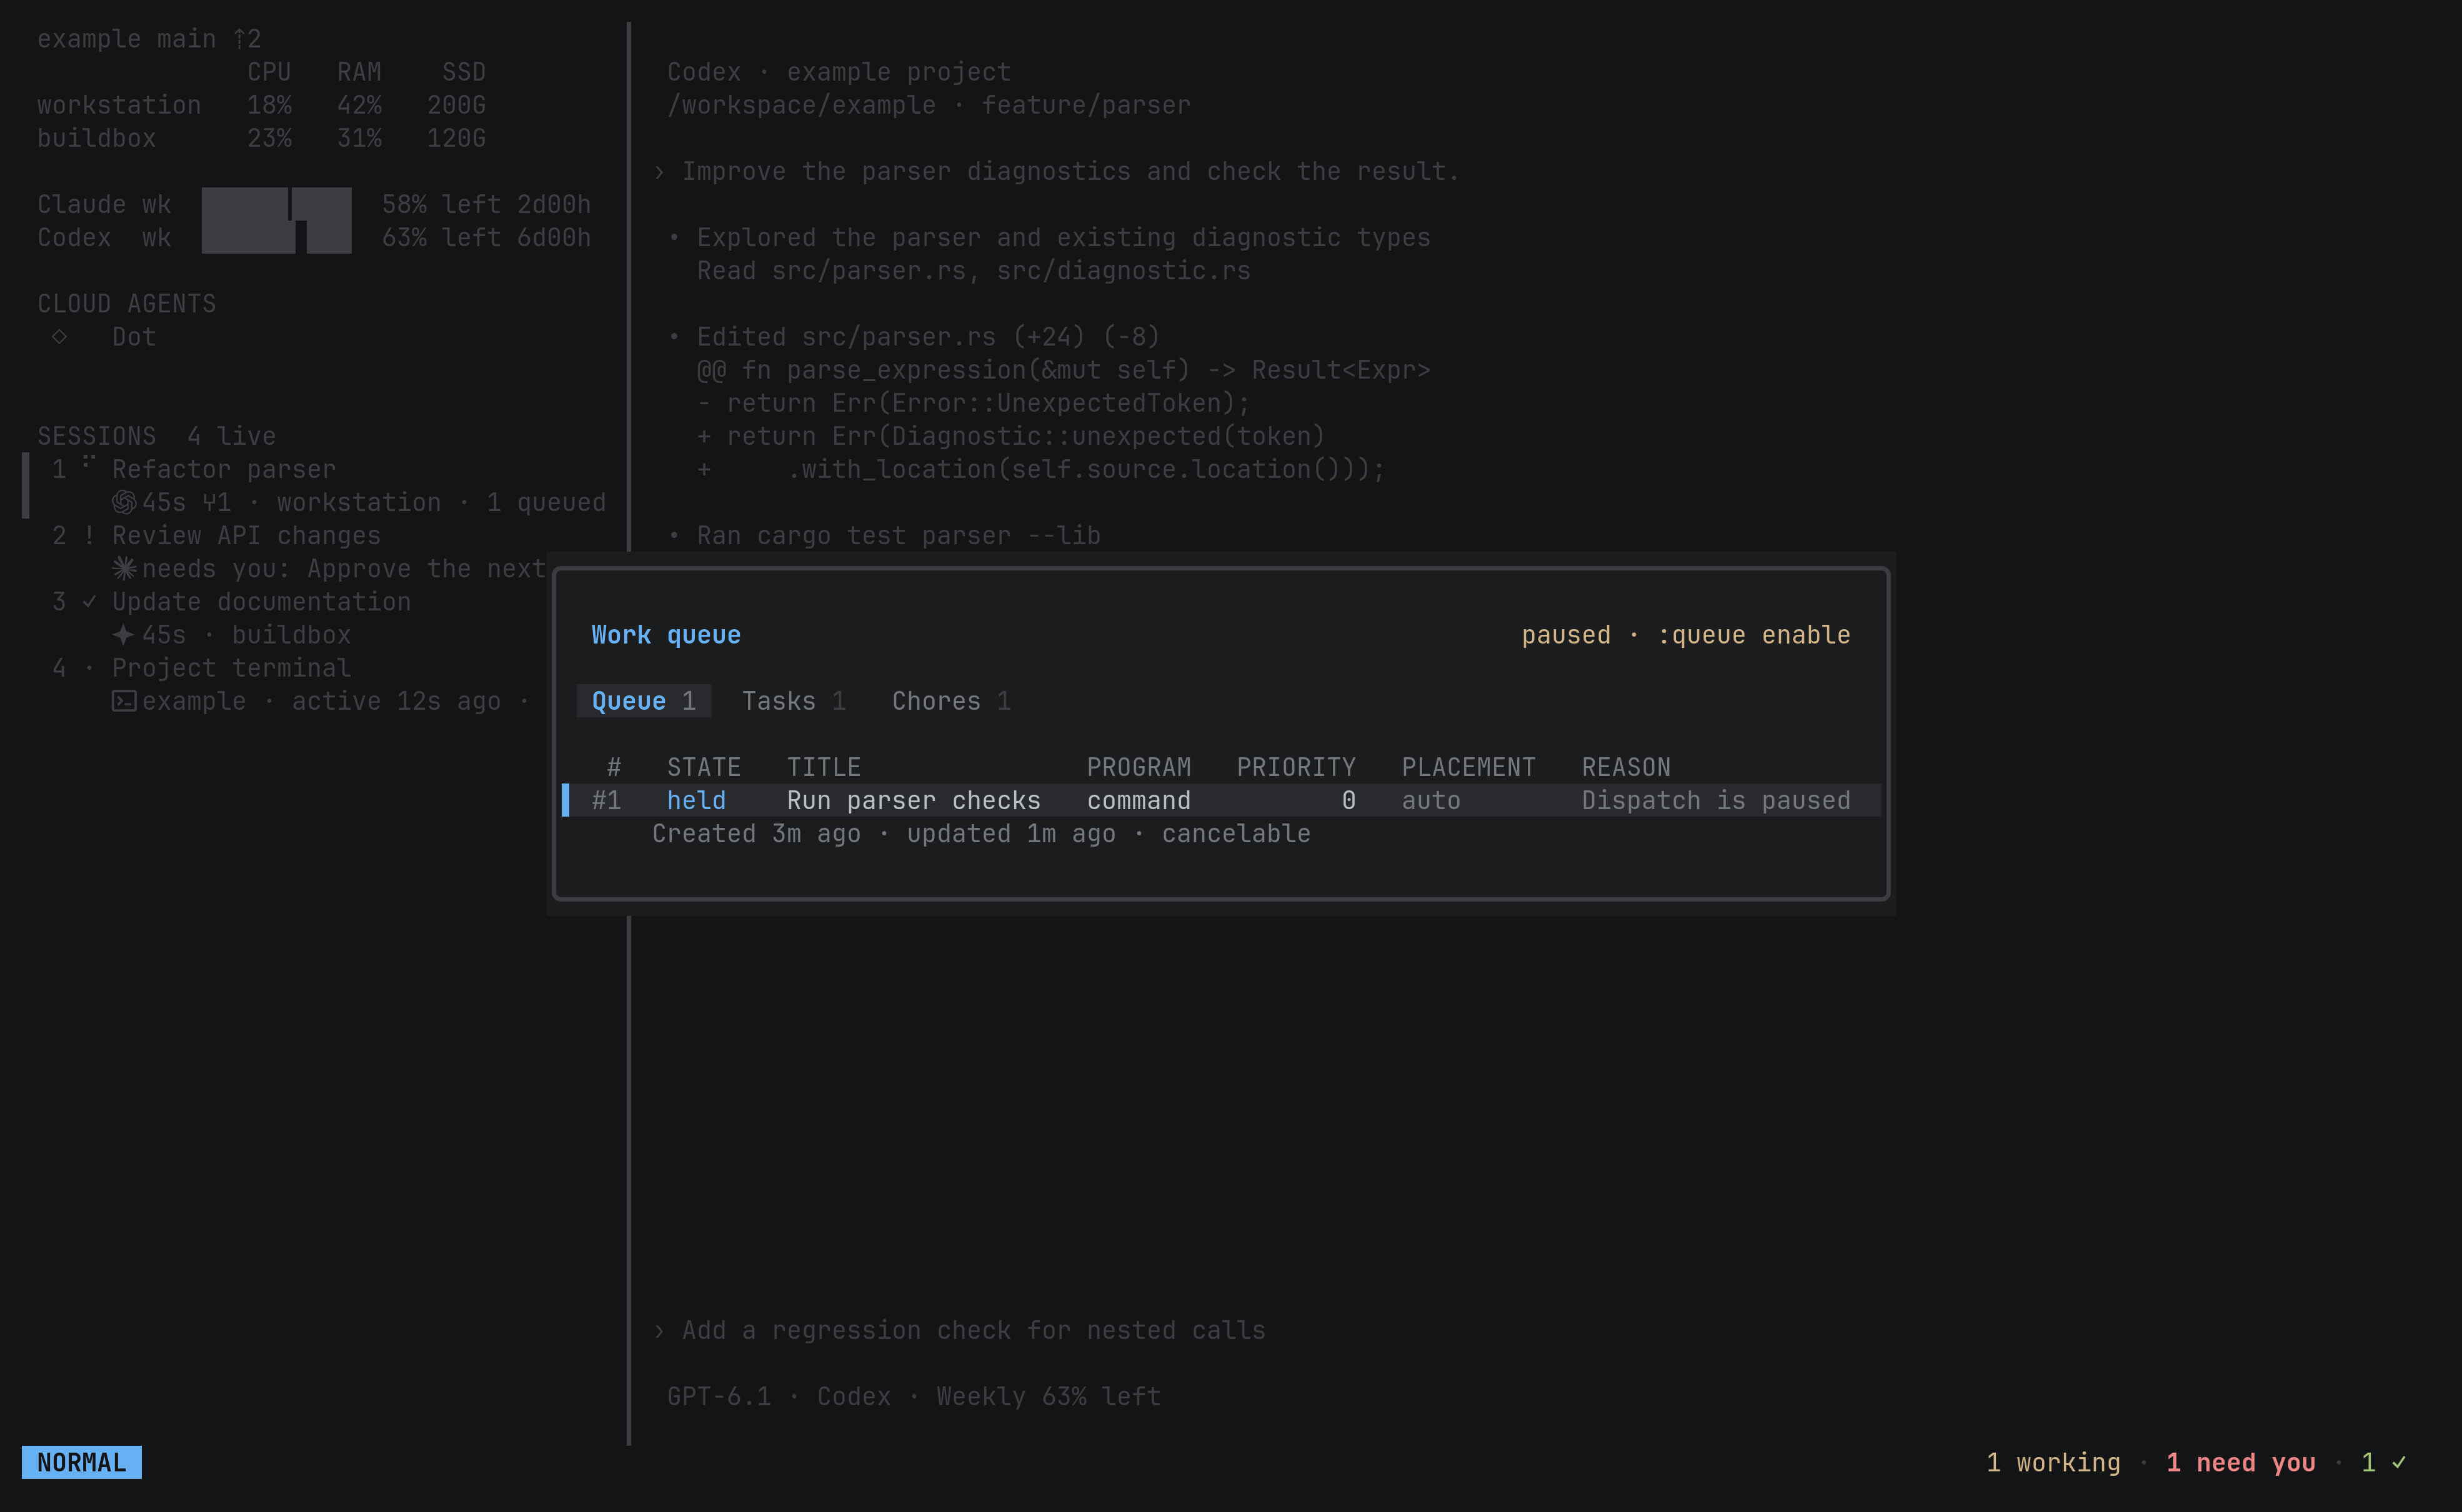 example main ⇡2
CPU RAM SSD
workstation 18% 42% 200G
buildbox 23% 31% 120G
Claude wk 58% left 2d00h
Codex wk 63% left 6d00h
CLOUD AGENTS
◇ Dot
SESSIONS 4 live
1 Refactor parser
45s ⑂1 · workstation · 1 queued
2 ! Review API changes
needs you: Approve the next
3 ✓ Update documentation
45s · buildbox
4 · Project terminal
example · active 12s ago ·
Codex · example project
/workspace/example · feature/parser
› Improve the parser diagnostics and check the result.
• Explored the parser and existing diagnostic types
Read src/parser.rs, src/diagnostic.rs
• Edited src/parser.rs (+24) (-8)
@@ fn parse_expression(&mut self) -> Result<Expr>
- return Err(Error::UnexpectedToken);
+ return Err(Diagnostic::unexpected(token)
+     .with_location(self.source.location()));
• Ran cargo test parser --lib
Work queue paused · :queue enable
Queue 1 Tasks 1 Chores 1
# STATE TITLE PROGRAM PRIORITY PLACEMENT REASON
#1 held Run parser checks command 0 auto Dispatch is paused
Created 3m ago · updated 1m ago · cancelable
› Add a regression check for nested calls
GPT-6.1 · Codex · Weekly 63% left
NORMAL 1 working · 1 need you · 1 ✓